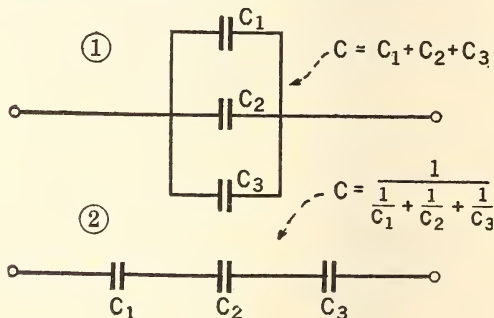 ①
C₁
C = C₁+C₂+C₃
C₂
C₃
②
C = 1 / (1/C₁ + 1/C₂ + 1/C₃)
C₁ C₂ C₃